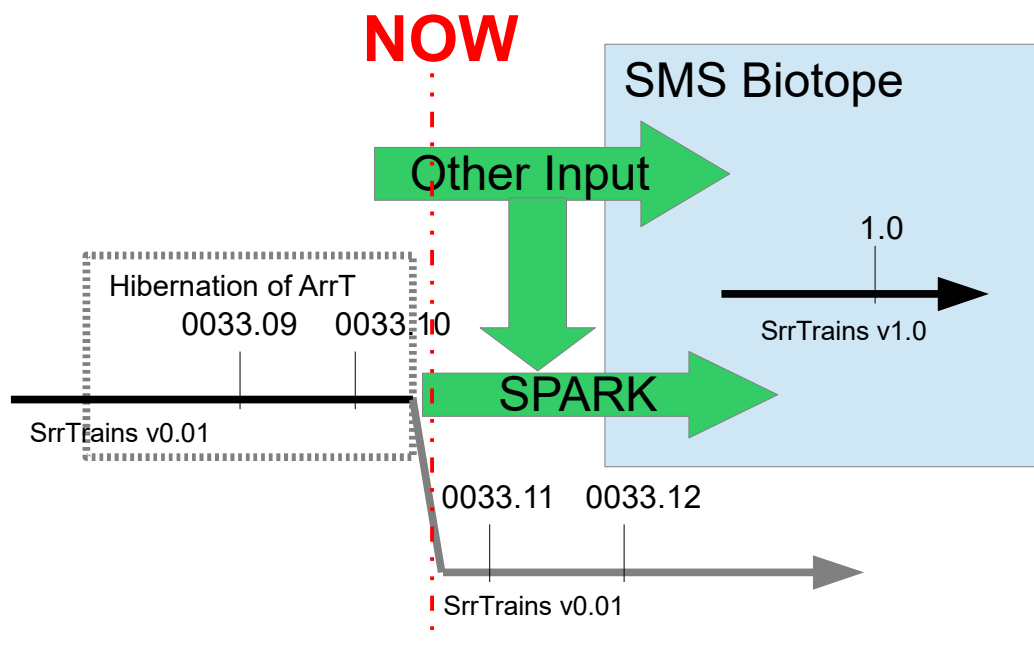 NOW
SMS Biotope
Other Input
1.0
Hibernation of ArrT
0033.09
0033.10
SrrTrains v1.0
SPARK
SrrTrains v0.01
0033.11
0033.12
SrrTrains v0.01